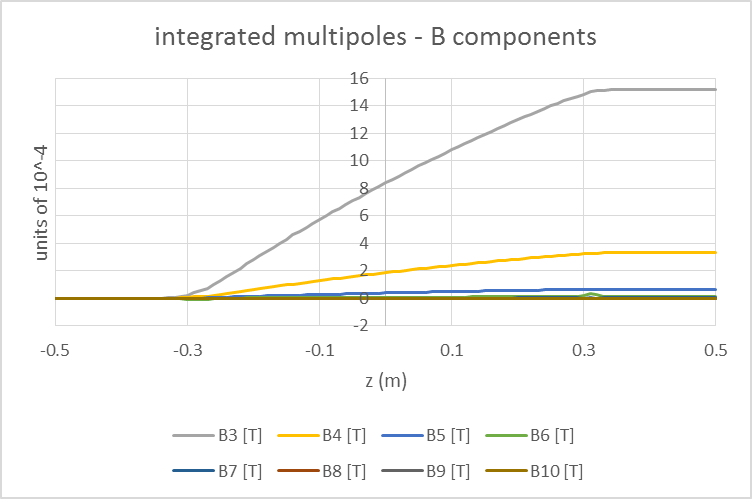 integrated multipoles - B components
16
14
12
10
8
6
4
2
0
-2
units of 10^-4
-0.5 -0.3 -0.1 0.1 0.3 0.5
z (m)
B3 [T] B4 [T] B5 [T] B6 [T]
B7 [T] B8 [T] B9 [T] B10 [T]